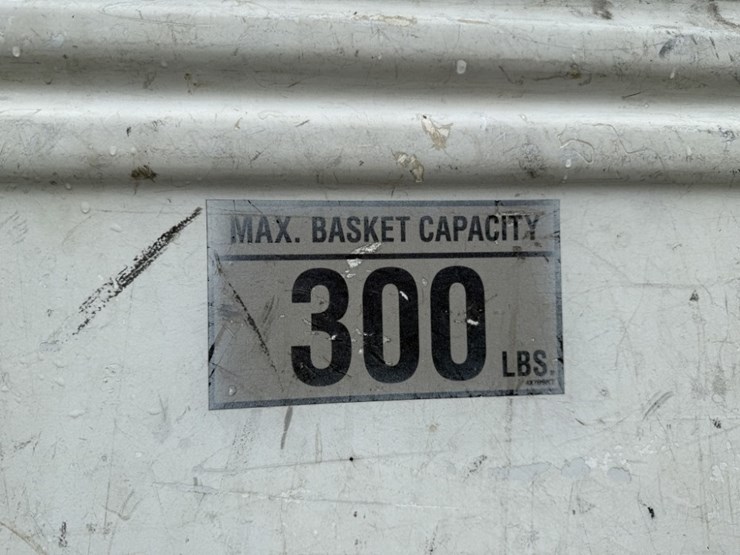 MAX. BASKET CAPACITY
300
LBS.